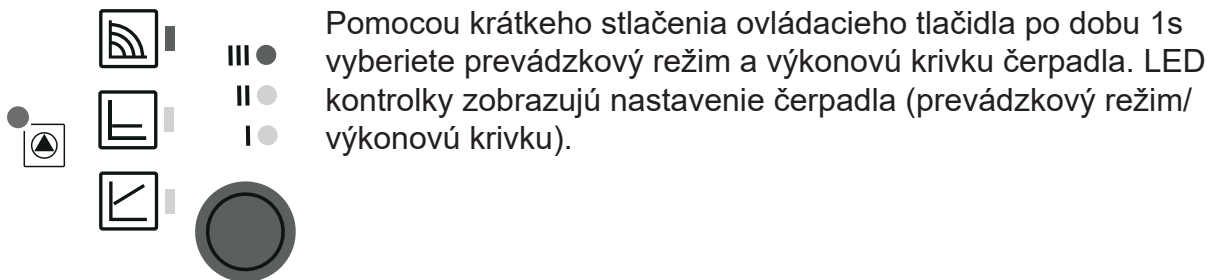 Pomocou krátkeho stlačenia ovládacieho tlačidla po dobu 1s
vyberiete prevádzkový režim a výkonovú krivku čerpadla. LED
kontrolky zobrazujú nastavenie čerpadla (prevádzkový režim/
výkonovú krivku).
III
II
I